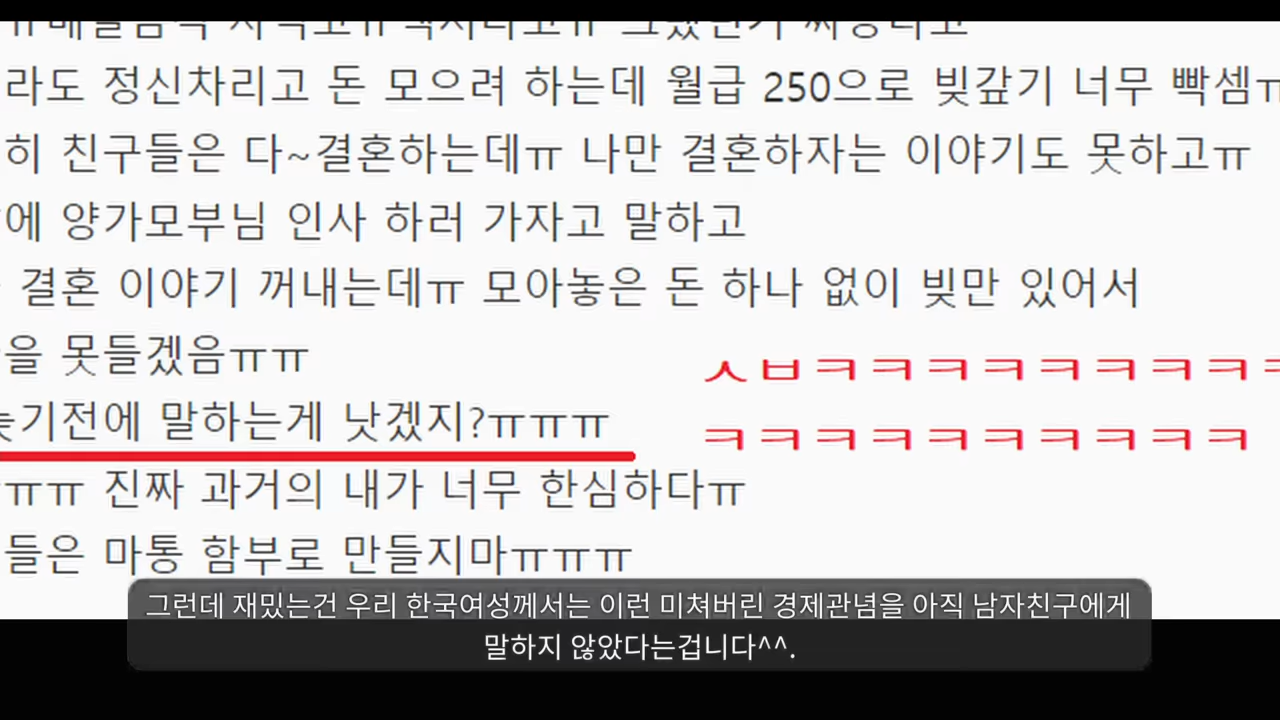 라도 정신차리고 돈 모으려 하는데 월급 250으로 빚갚기 너무 빡셈ㅠ
히 친구들은 다~결혼하는데ㅠ 나만 결혼하자는 이야기도 못하고ㅠ
에 양가모부님 인사 하러 가자고 말하고
결혼 이야기 꺼내는데ㅠ 모아놓은 돈 하나 없이 빚만 있어서
을 못들겠음ㅠㅠ
ㅅㅂㅋㅋㅋㅋㅋㅋㅋㅋㅋ
늦기전에 말하는게 낫겠지?ㅠㅠㅠ
ㅋㅋㅋㅋㅋㅋㅋㅋㅋㅋ
ㅠㅠ 진짜 과거의 내가 너무 한심하다ㅠ
들은 마통 함부로 만들지마ㅠㅠㅠ
그런데 재밌는건 우리 한국여성께서는 이런 미쳐버린 경제관념을 아직 남자친구에게
말하지 않았다는겁니다^^.